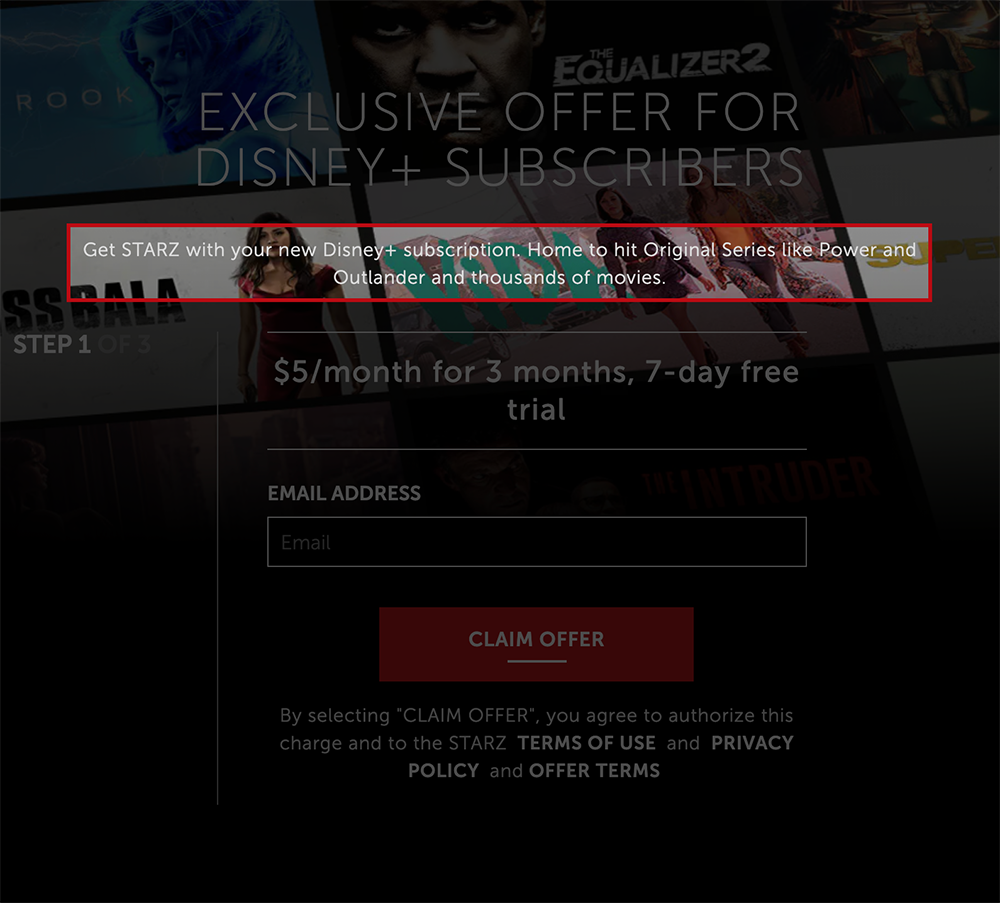 ROOK
THE
EQUALIZER 2
EXCLUSIVE OFFER FOR
DISNEY+ SUBSCRIBERS
Get STARZ with your new Disney+ subscription. Home to hit Original Series like Power and
Outlander and thousands of movies.
SUPE
VIDA
SS BALA
STEP 1 OF 3
$5/month for 3 months, 7-day free
trial
THE INTRUDER
EMAIL ADDRESS
Email
CLAIM OFFER
By selecting "CLAIM OFFER", you agree to authorize this
charge and to the STARZ TERMS OF USE and PRIVACY
POLICY and OFFER TERMS